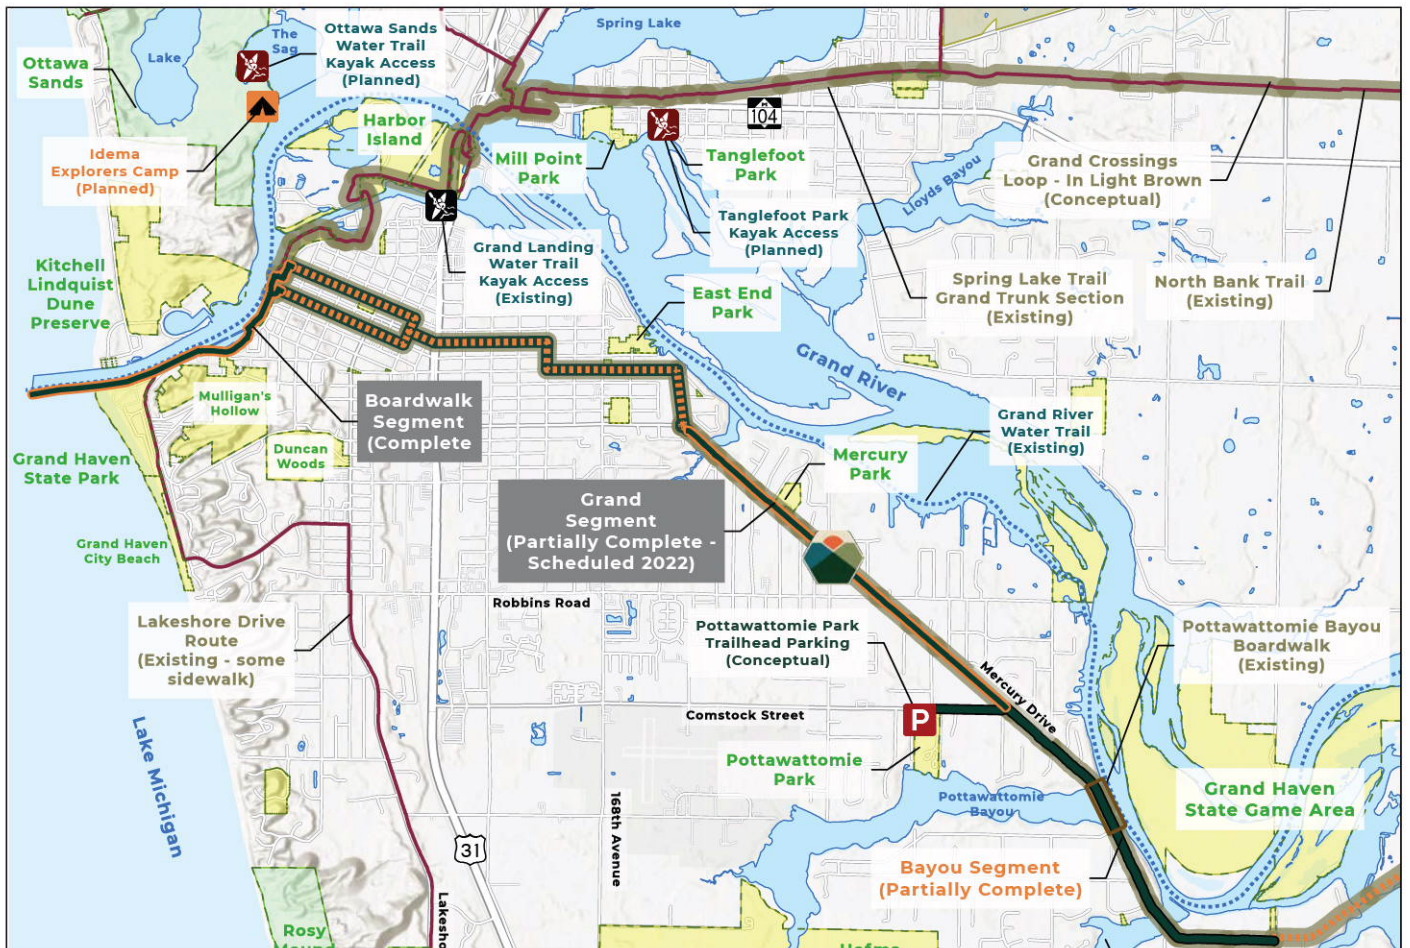 Ottawa
Sands
Lake
The
Sag
Ottawa Sands
Water Trail
Kayak Access
(Planned)
Spring Lake
Idema
Explorers Camp
(Planned)
Harbor
Island
Mill Point
Park
Tanglefoot
Park
M
104
Lloyds Bayou
Grand Crossings
Loop - In Light Brown
(Conceptual)
Tanglefoot Park
Kayak Access
(Planned)
Grand Landing
Water Trail
Kayak Access
(Existing)
Kitchell
Lindquist
Dune
Preserve
East End
Park
Spring Lake Trail
Grand Trunk Section
(Existing)
North Bank Trail
(Existing)
Grand River
Mulligan's
Hollow
Boardwalk
Segment
(Complete
Grand River
Water Trail
(Existing)
Grand Haven
State Park
Duncan
Woods
Mercury
Park
Grand
Segment
(Partially Complete -
Scheduled 2022)
Grand Haven
City Beach
Robbins Road
Lakeshore Drive
Route
(Existing - some
sidewalk)
Pottawattomie Park
Trailhead Parking
(Conceptual)
Pottawattomie Bayou
Boardwalk
(Existing)
Mercury Drive
P
Comstock Street
Lake Michigan
Pottawattomie
Park
Grand Haven
State Game Area
Pottawattomie
Bayou
168th Avenue
31
Bayou Segment
(Partially Complete)
Lakesho
Rosy
Mound
Hofma